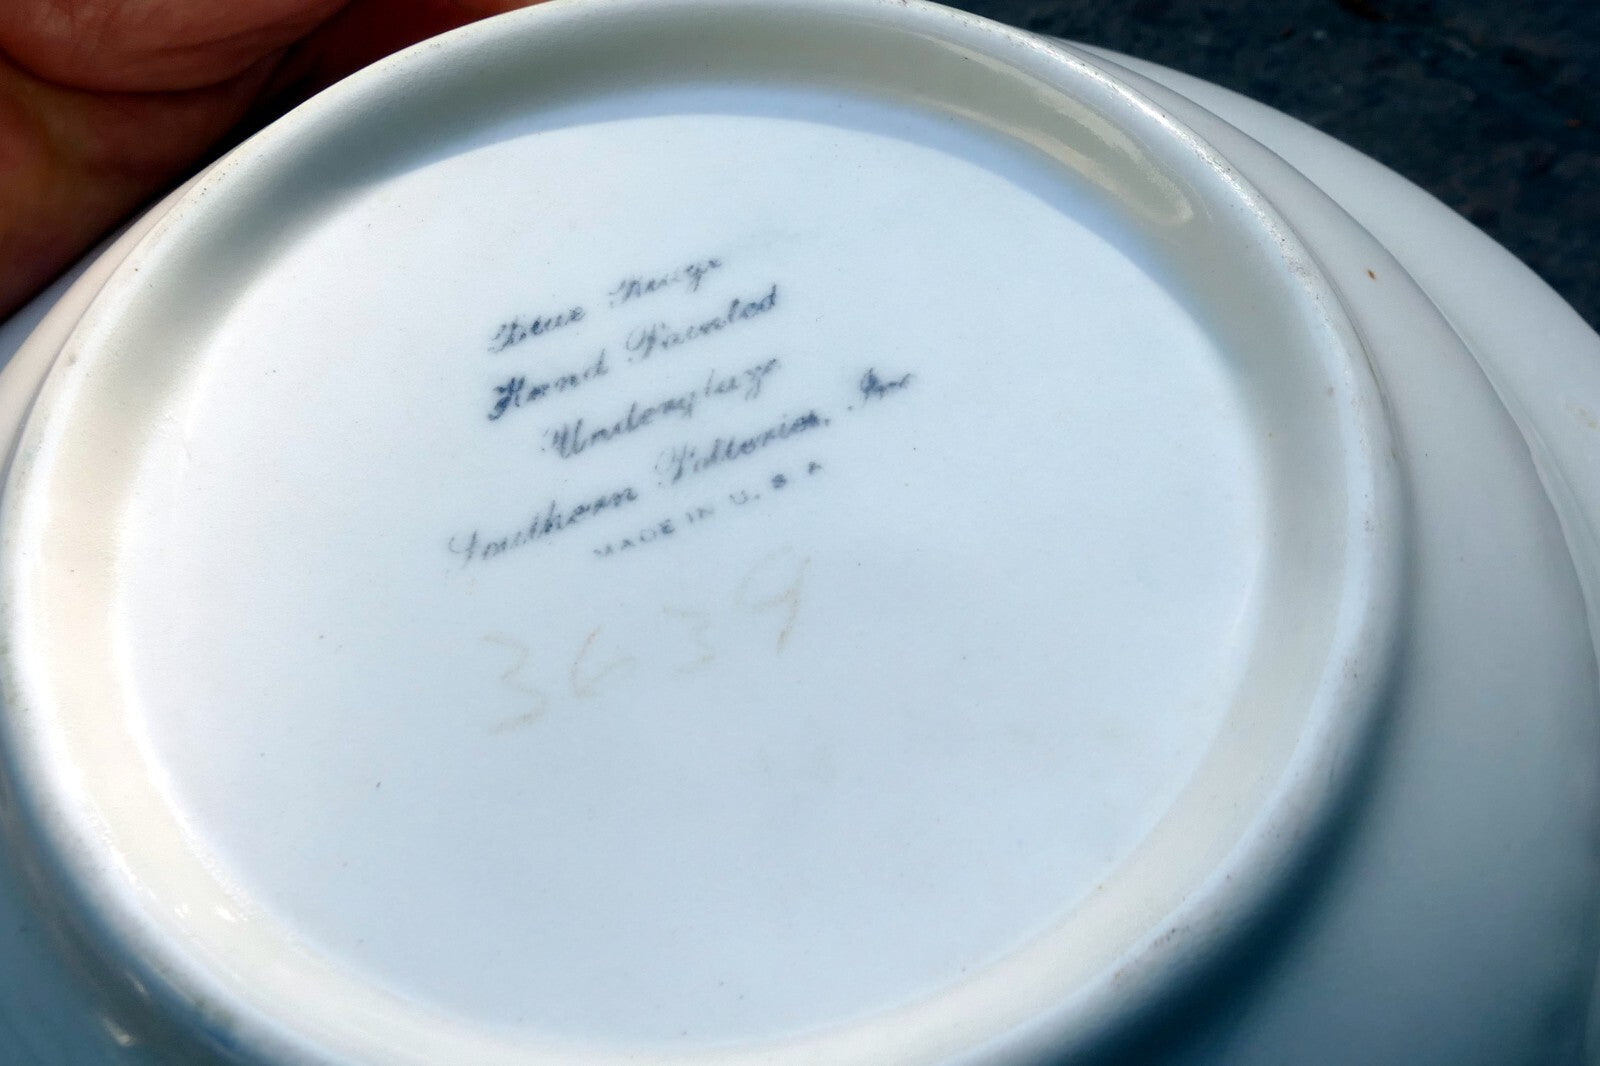 Blue Ridge
Hand Painted
Underglaze
Southern Potteries, Inc
MADE IN U. S. A
3639